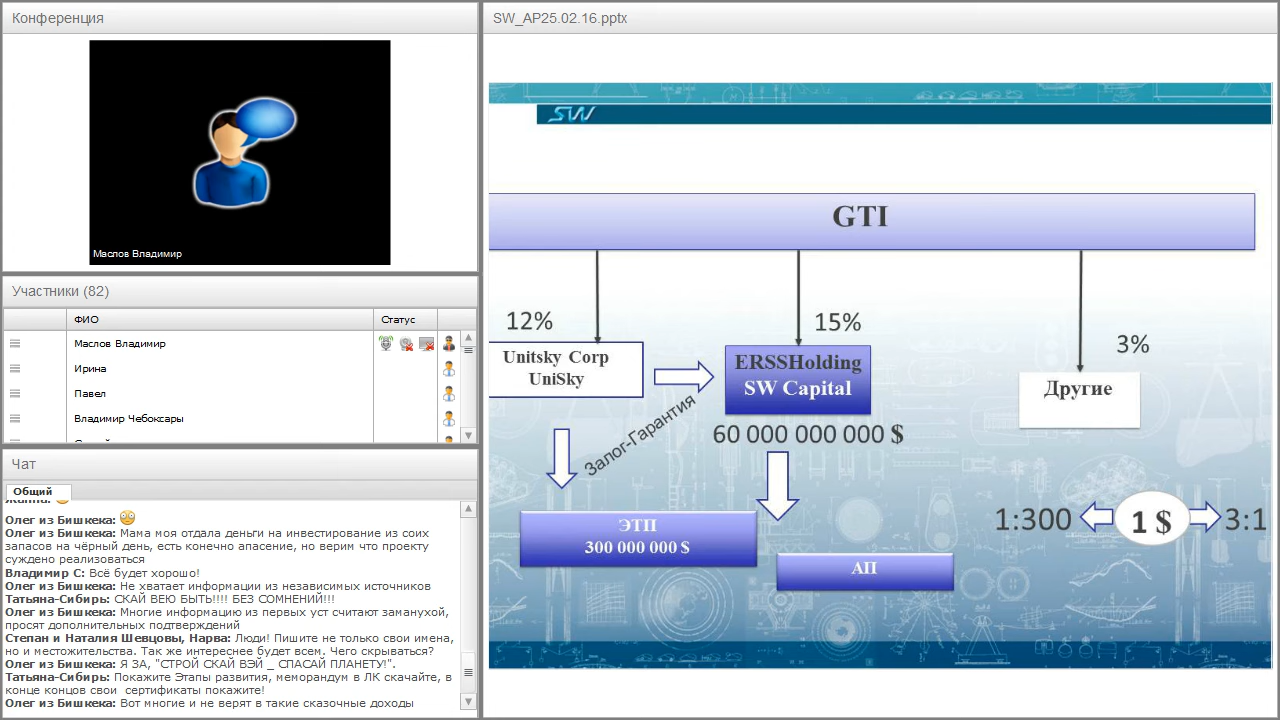 Конференция
Маслов Владимир
Участники (82)
ФИО
Статус
Маслов Владимир
Ирина
Павел
Владимир Чебоксары
Чат
Общий
Олег из Бишкека:
Олег из Бишкека: Мама моя отдала деньги на инвестирование из соих
запасов на чёрный день, есть конечно апасение, но верим что проекту
суждено реализоваться
Владимир С: Всё будет хорошо!
Олег из Бишкека: Не хватает информации из независимых источников
Татьяна-Сибирь: СКАЙ ВЕЮ БЫТЬ!!!! БЕЗ СОМНЕНИЙ!!!
Олег из Бишкека: Многие информацию из первых уст считают заманухой,
просят дополнительных подтверждений
Степан и Наталия Шевцовы, Нарва: Люди! Пишите не только свои имена,
но и местожительства. Так же интереснее будет всем. Чего скрываться?
Олег из Бишкека: Я ЗА, "СТРОЙ СКАЙ ВЭЙ _ СПАСАЙ ПЛАНЕТУ!".
Татьяна-Сибирь: Покажите Этапы развития, меморандум в ЛК скачайте, в
конце концов свои сертификаты покажите!
Олег из Бишкека: Вот многие и не верят в такие сказочные доходы
SW_AP25.02.16.pptx
SW
GTI
12%
15%
3%
Unitsky Corp
UniSky
ERSSHolding
SW Capital
Другие
Залог-Гарантия
60 000 000 000 $
ЭТП
300 000 000 $
АП
1:300
1 $
3:1